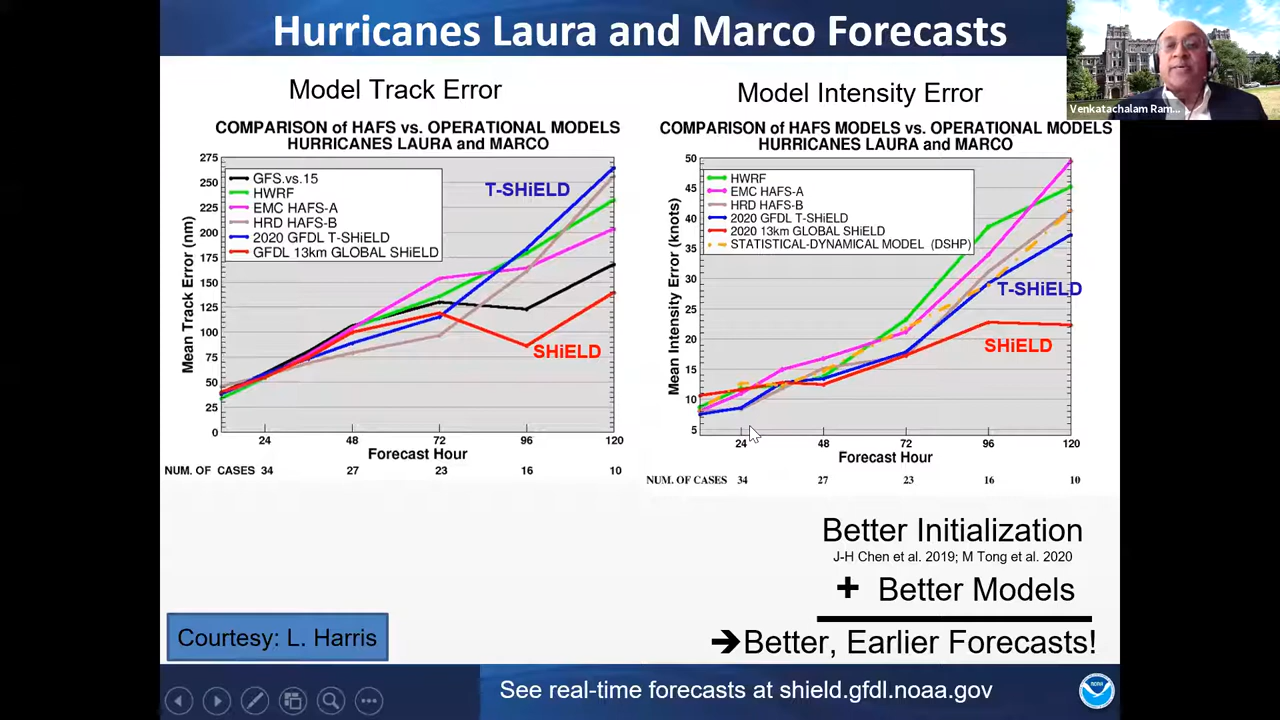 Hurricanes Laura and Marco Forecasts
Venkatachalam Ram...
Model Track Error
COMPARISON of HAFS vs. OPERATIONAL MODELS
HURRICANES LAURA and MARCO
Mean Track Error (nm)
275
250
225
200
175
150
125
100
75
50
25
0
GFS.vs.15
HWRF
EMC HAFS-A
HRD HAFS-B
2020 GFDL T-SHiELD
GFDL 13km GLOBAL SHiELD
T-SHiELD
SHiELD
24 48 72 96 120
Forecast Hour
NUM. OF CASES 34 27 23 16 10
Model Intensity Error
COMPARISON of HAFS MODELS vs. OPERATIONAL MODELS
HURRICANES LAURA and MARCO
Mean Intensity Error (knots)
50
45
40
35
30
25
20
15
10
5
HWRF
EMC HAFS-A
HRD HAFS-B
2020 GFDL T-SHiELD
2020 13km GLOBAL SHiELD
STATISTICAL-DYNAMICAL MODEL (DSHP)
T-SHiELD
SHiELD
24 48 72 96 120
Forecast Hour
NUM. OF CASES 34 27 23 16 10
Better Initialization
J-H Chen et al. 2019; M Tong et al. 2020
+ Better Models
➔Better, Earlier Forecasts!
Courtesy: L. Harris
See real-time forecasts at shield.gfdl.noaa.gov
NOAA